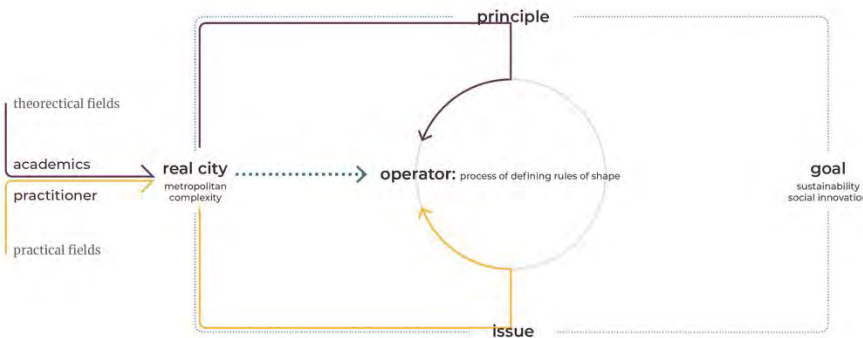 principle
theorectical fields
academics
real city
metropolitan
complexity
practitioner
practical fields
operator: process of defining rules of shape
goal
sustainability
social innovation
issue